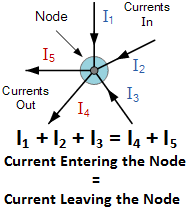 Node
I1
Currents
In
I5
I2
Currents
Out
I4
I3
I1 + I2 + I3 = I4 + I5
Current Entering the Node
=
Current Leaving the Node